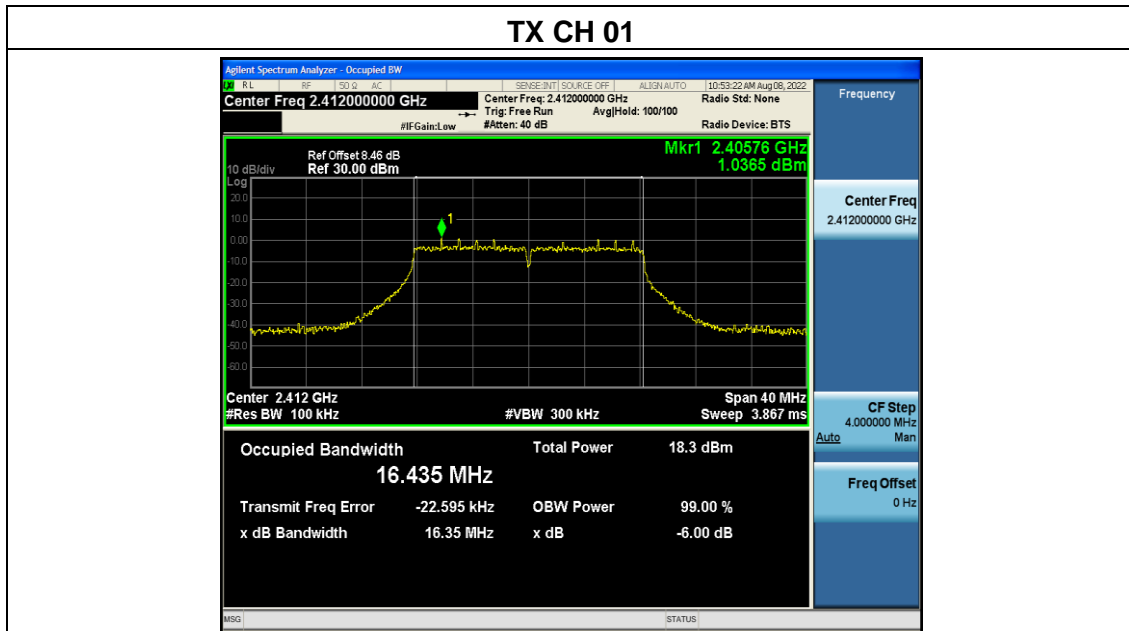 TX CH 01
Agilent Spectrum Analyzer - Occupied BW
RL RF 50 Ω AC SENSE:INT SOURCE OFF ALIGN AUTO 10:53:22 AM Aug 08, 2022
Center Freq 2.412000000 GHz
Center Freq: 2.412000000 GHz
Radio Std: None
Trig: Free Run Avg|Hold: 100/100
#IFGain:Low #Atten: 40 dB Radio Device: BTS
Frequency
Mkr1 2.40576 GHz
1.0365 dBm
Ref Offset 8.46 dB
10 dB/div Ref 30.00 dBm
Log
20.0
10.0
0.00
-10.0
-20.0
-30.0
-40.0
-50.0
-60.0
1
Center 2.412 GHz Span 40 MHz
#Res BW 100 kHz #VBW 300 kHz Sweep 3.867 ms
Occupied Bandwidth Total Power 18.3 dBm
16.435 MHz
Transmit Freq Error -22.595 kHz OBW Power 99.00 %
x dB Bandwidth 16.35 MHz x dB -6.00 dB
Center Freq
2.412000000 GHz
CF Step
4.000000 MHz
Auto Man
Freq Offset
0 Hz
MSG STATUS